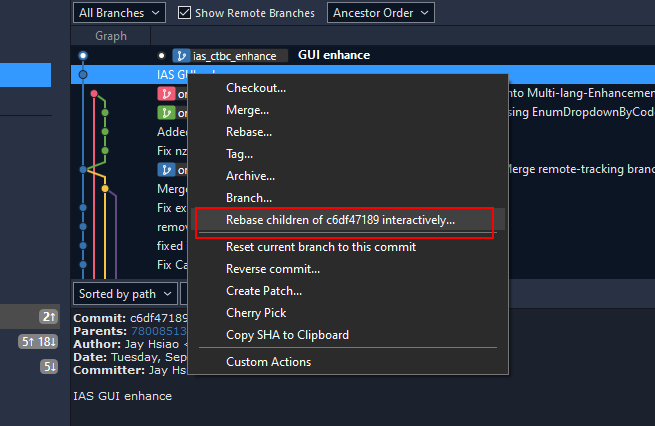 All Branches
Show Remote Branches
Ancestor Order
Graph
ias_ctbc_enhance GUI enhance
IAS GUI
or nto Multi-lang-Enhancemen
or sing EnumDropdownByCod
Added
Fix nz
or Merge remote-tracking bran
Merge
Fix ex
remov
fixed
Fix Ca
Checkout...
Merge...
Rebase...
Tag...
Archive...
Branch...
Rebase children of c6df47189 interactively...
Reset current branch to this commit
Reverse commit...
Create Patch...
Cherry Pick
Copy SHA to Clipboard
Custom Actions
Sorted by path
2↑
5↑ 18↓
5↓
Commit: c6df47189
Parents: 78008513
Author: Jay Hsiao <
Date: Tuesday, Sep
Committer: Jay Hs
IAS GUI enhance